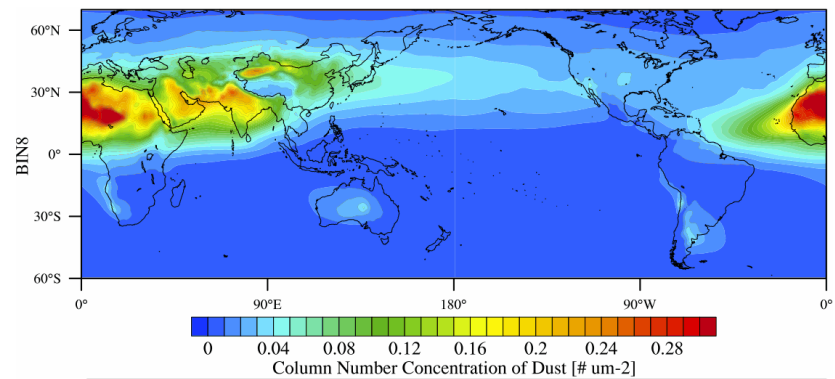 60°N
30°N
0°
30°S
60°S
BIN8
0° 90°E 180° 90°W 0°
0 0.04 0.08 0.12 0.16 0.2 0.24 0.28
Column Number Concentration of Dust [# um-2]